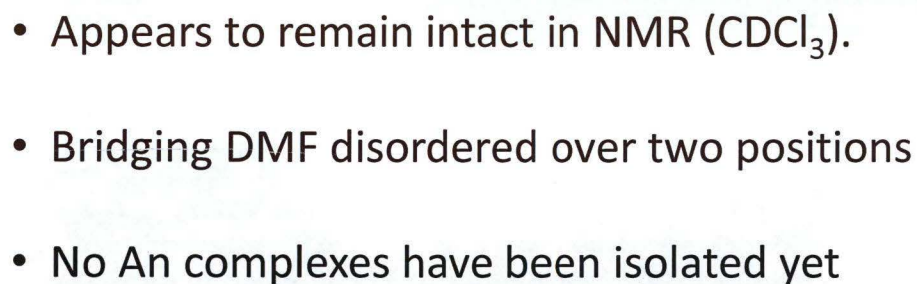 • Appears to remain intact in NMR (CDCl₃).
• Bridging DMF disordered over two positions
• No An complexes have been isolated yet